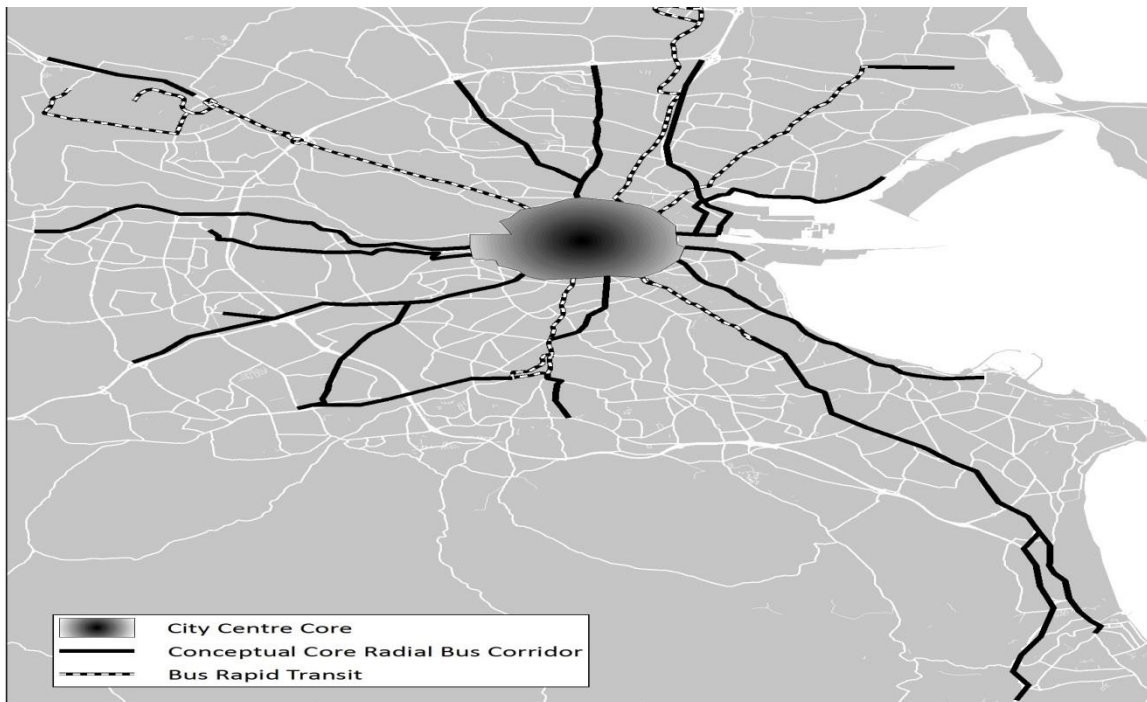 City Centre Core
Conceptual Core Radial Bus Corridor
Bus Rapid Transit